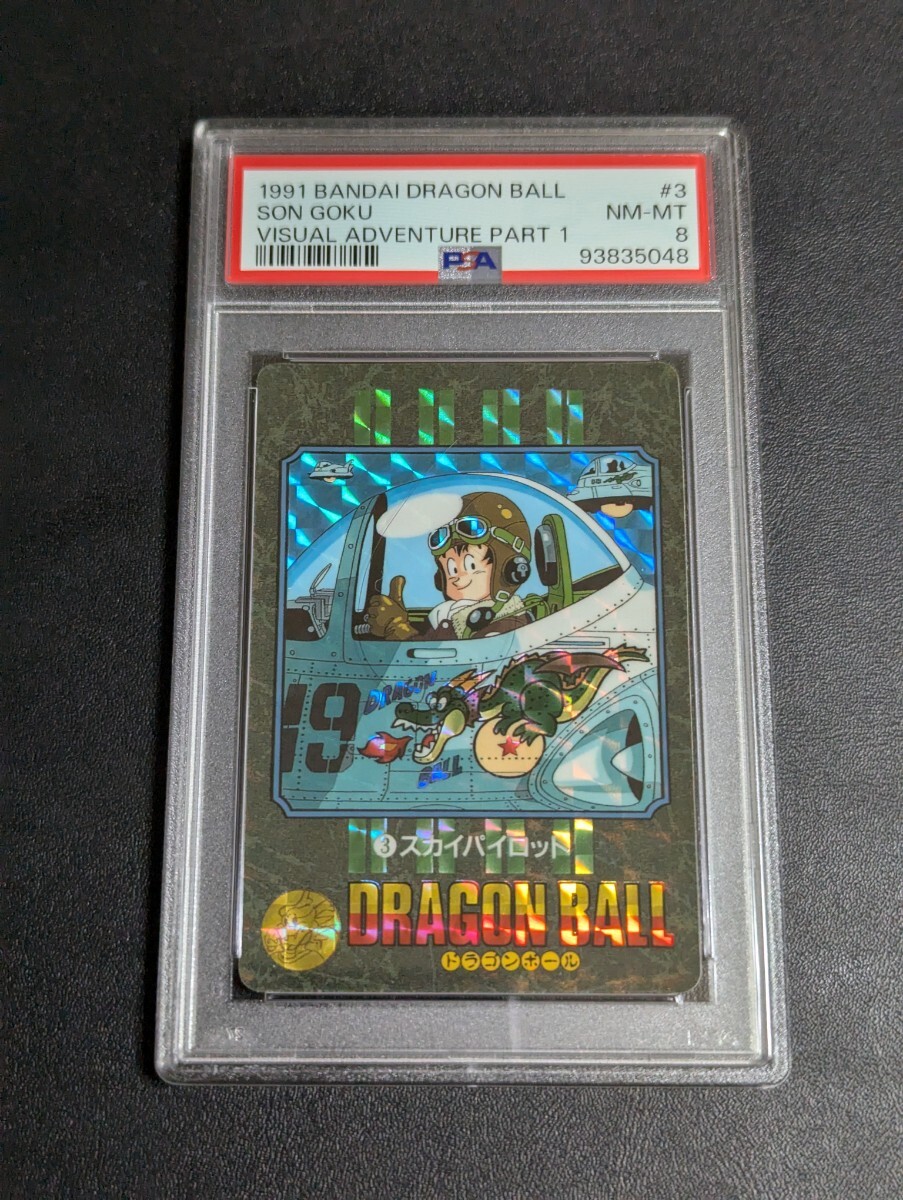 1991 BANDAI DRAGON BALL #3
SON GOKU NM-MT
VISUAL ADVENTURE PART 1 8
PSA 93835048
19
DRAGON
BALL
3 スカイパイロット
DRAGON BALL
ドラゴンボール